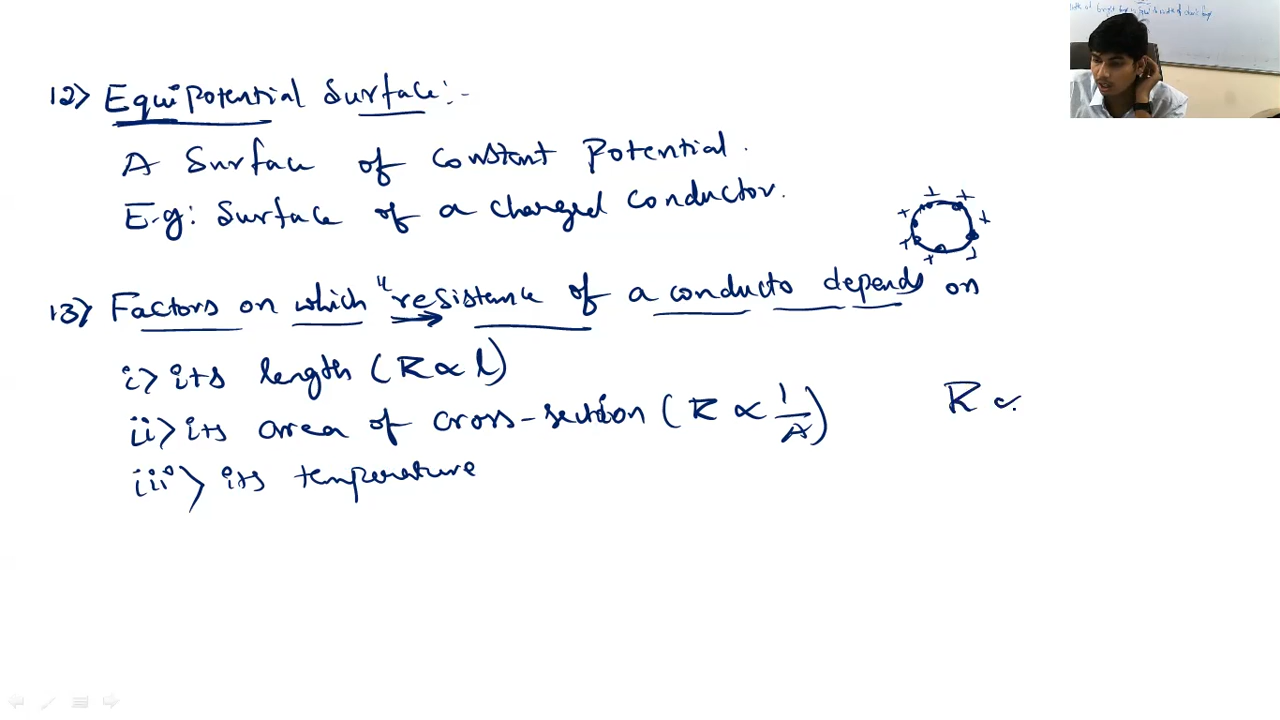 12> Equipotential Surface:-
A Surface of constant Potential.
E.g: Surface of a charged conductor.
+ + + + + + + +
13> Factors on which "resistance of a conducto depends on
i> its length (R ∝ l)
ii> its area of cross-section (R ∝ 1/A)
R ∝
iii> its temperature